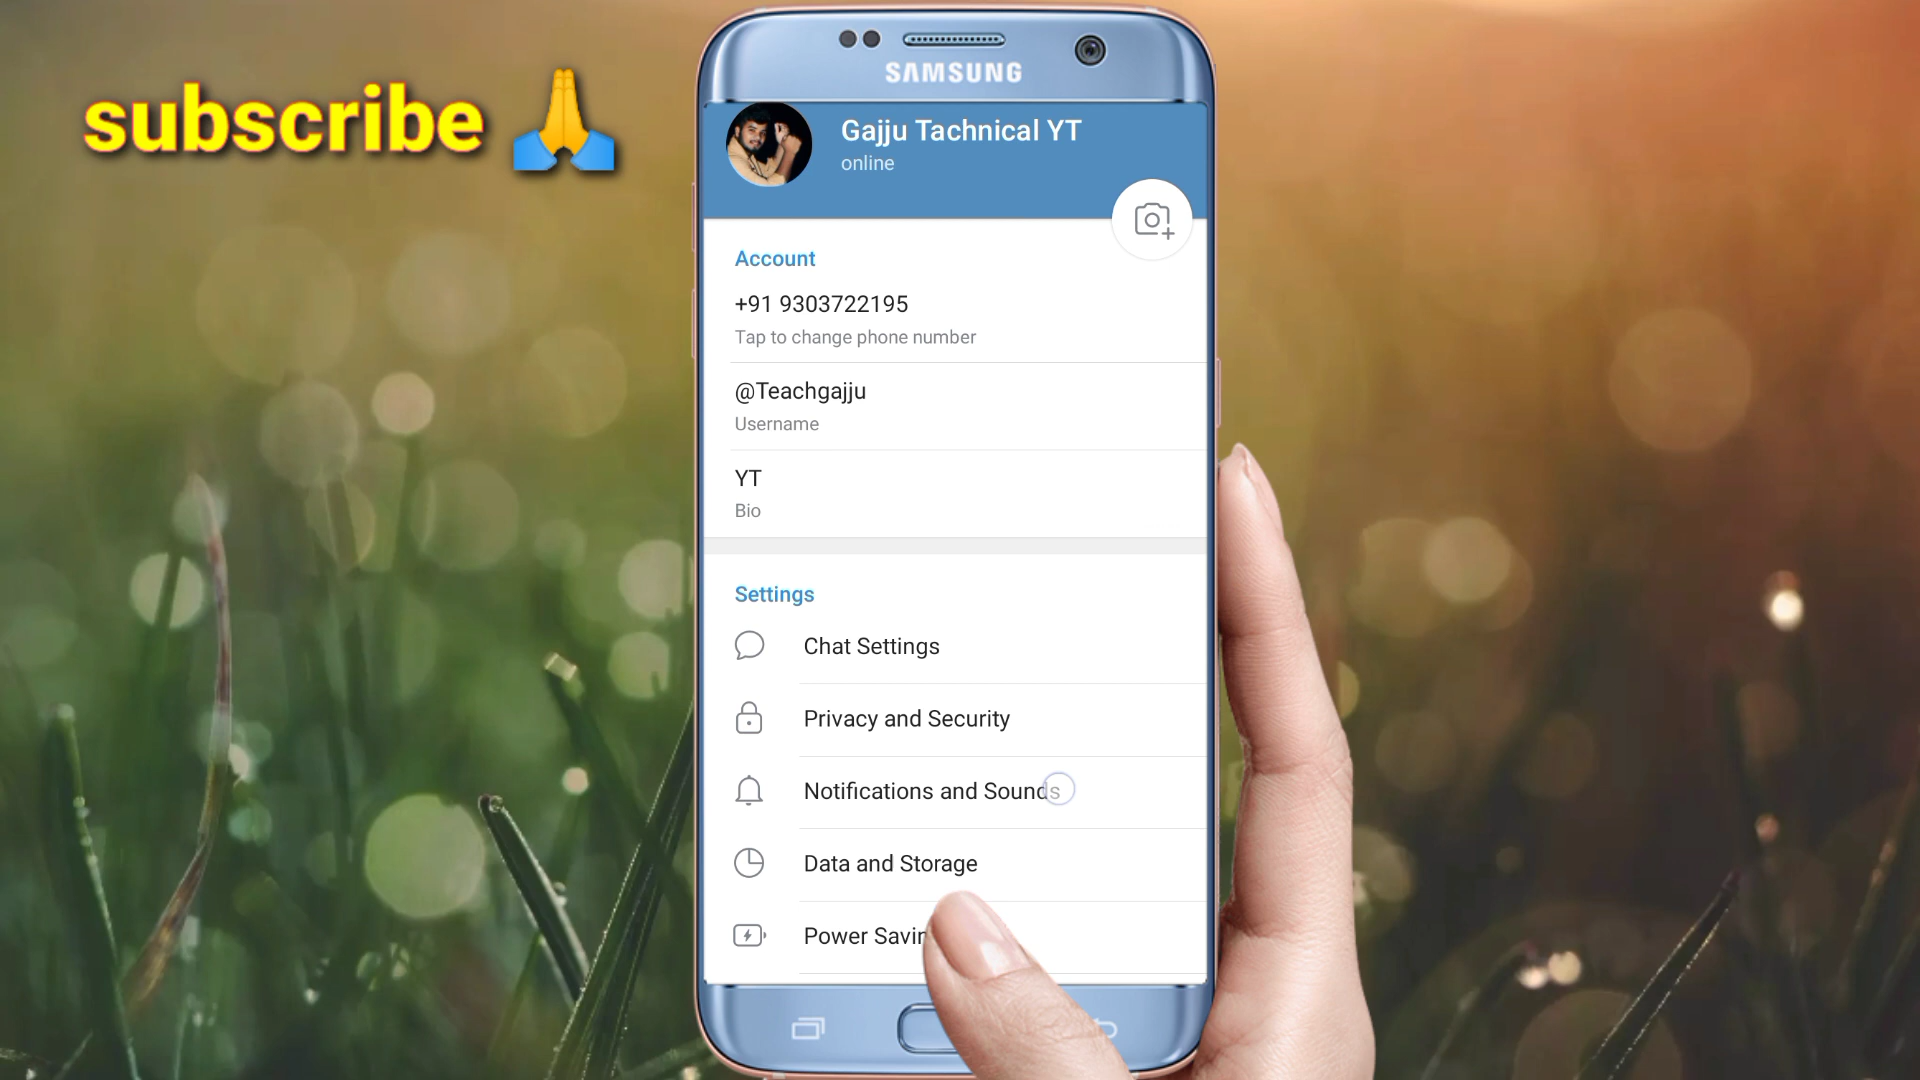 subscribe
SAMSUNG
Gajju Tachnical YT
online
Account
+91 9303722195
Tap to change phone number
@Teachgajju
Username
YT
Bio
Settings
Chat Settings
Privacy and Security
Notifications and Sounds
Data and Storage
Power Savin